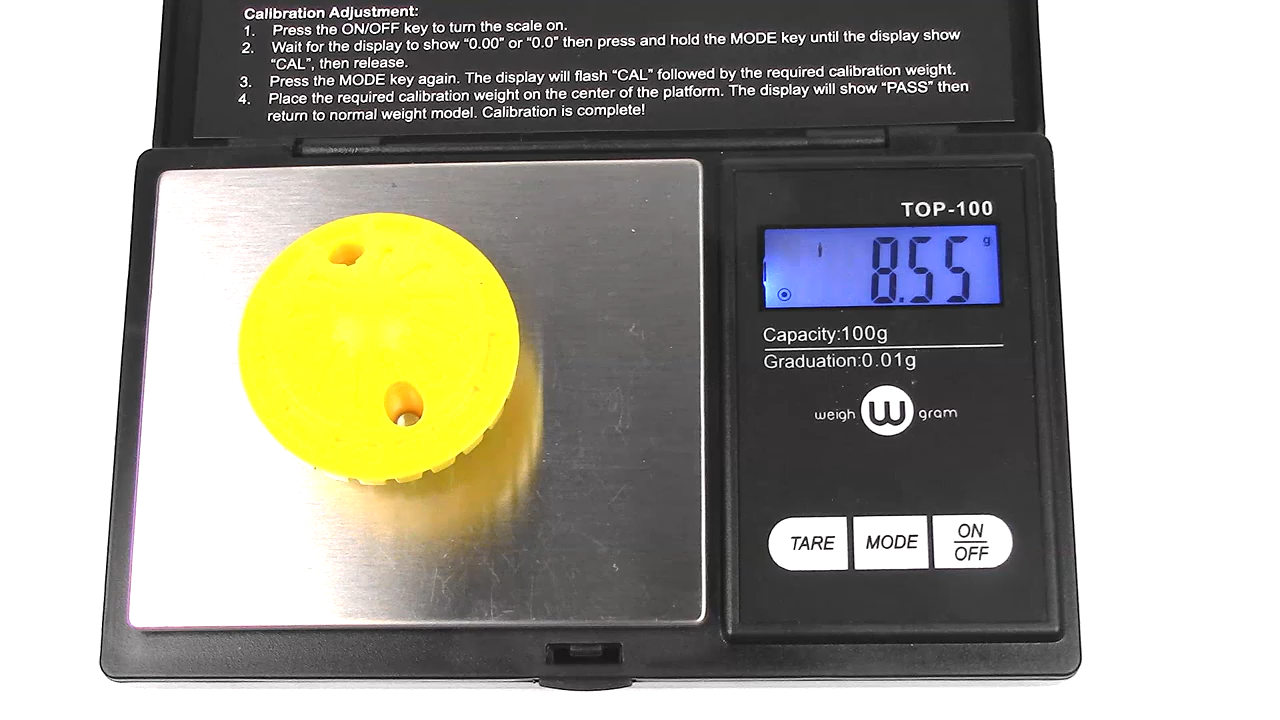 Calibration Adjustment:
1. Press the ON/OFF key to turn the scale on.
2. Wait for the display to show “0.00” or “0.0” then press and hold the MODE key until the display show
“CAL”, then release.
3. Press the MODE key again. The display will flash “CAL” followed by the required calibration weight.
4. Place the required calibration weight on the center of the platform. The display will show “PASS” then
return to normal weight model. Calibration is complete!
TOP-100
8.55 g
Capacity:100g
Graduation:0.01g
weigh W gram
TARE
MODE
ON
OFF